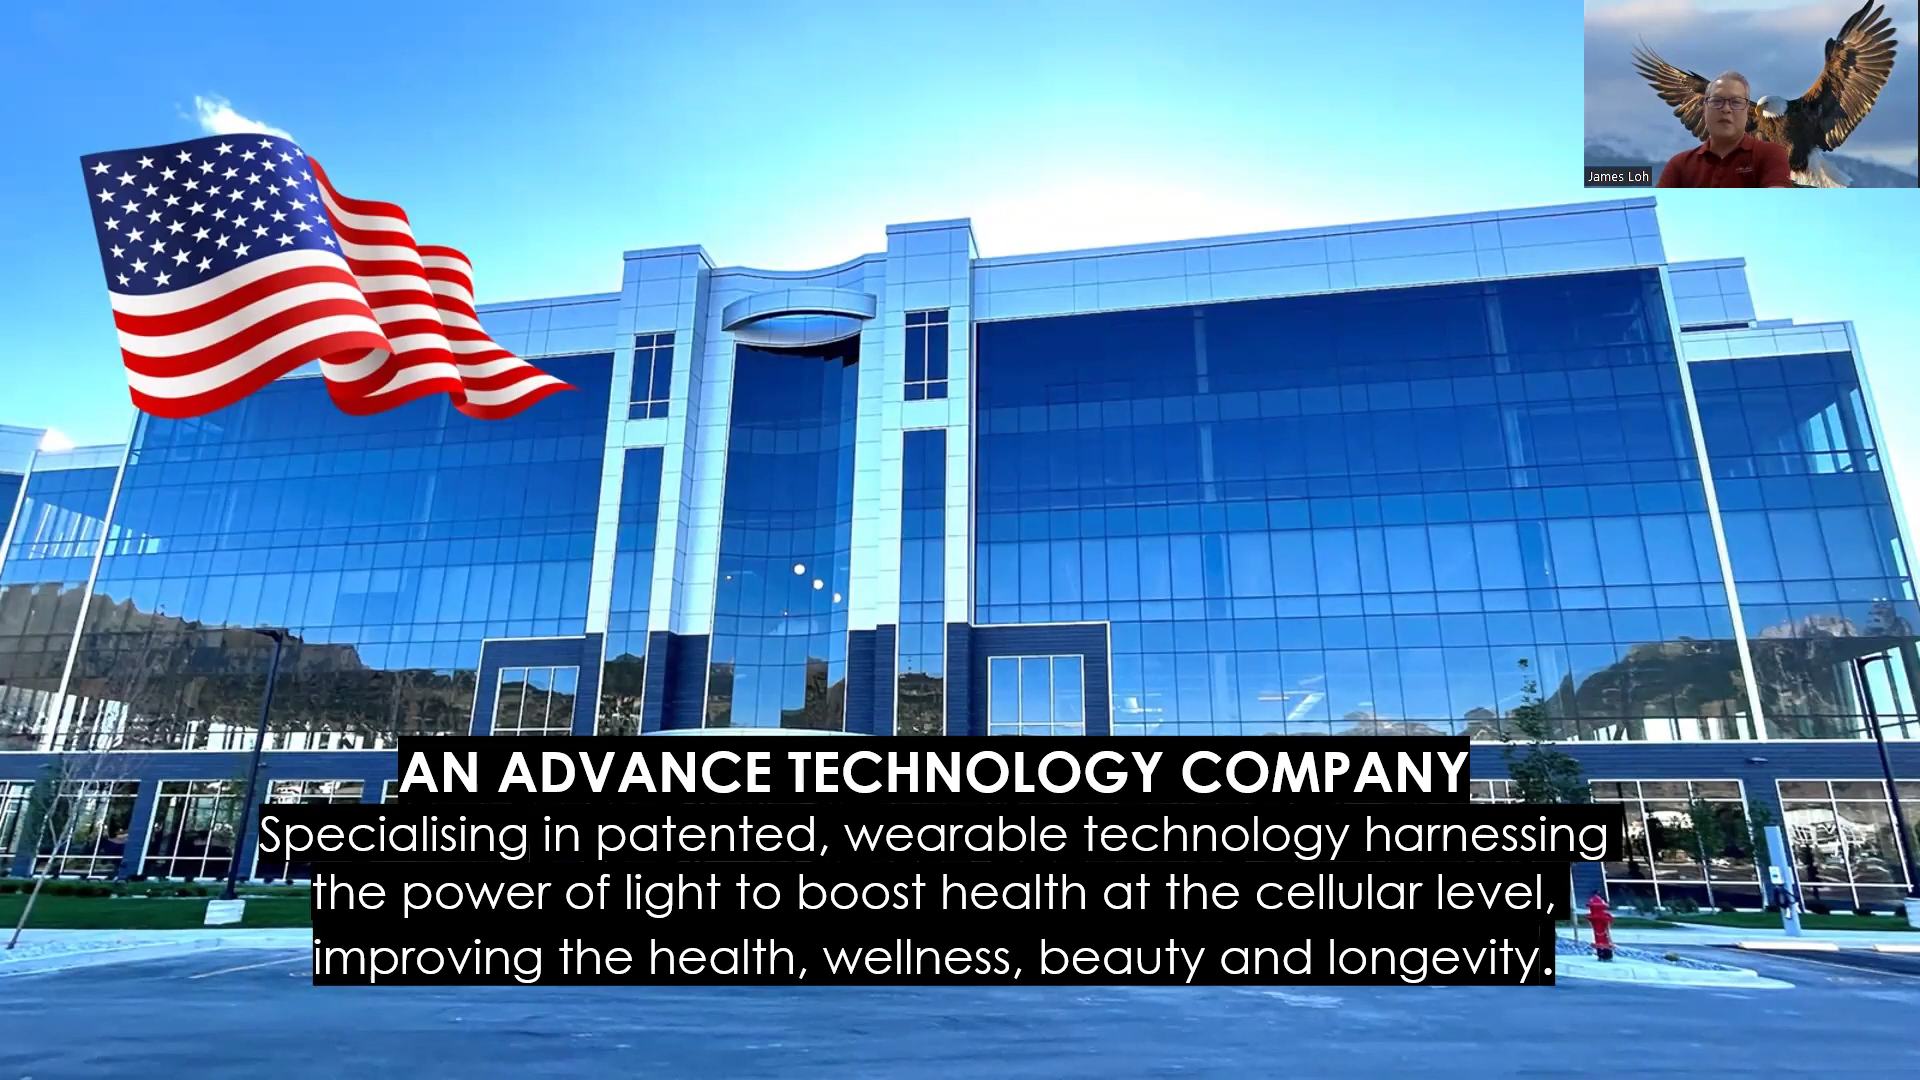 James Loh
AN ADVANCE TECHNOLOGY COMPANY
Specialising in patented, wearable technology harnessing
the power of light to boost health at the cellular level,
improving the health, wellness, beauty and longevity.